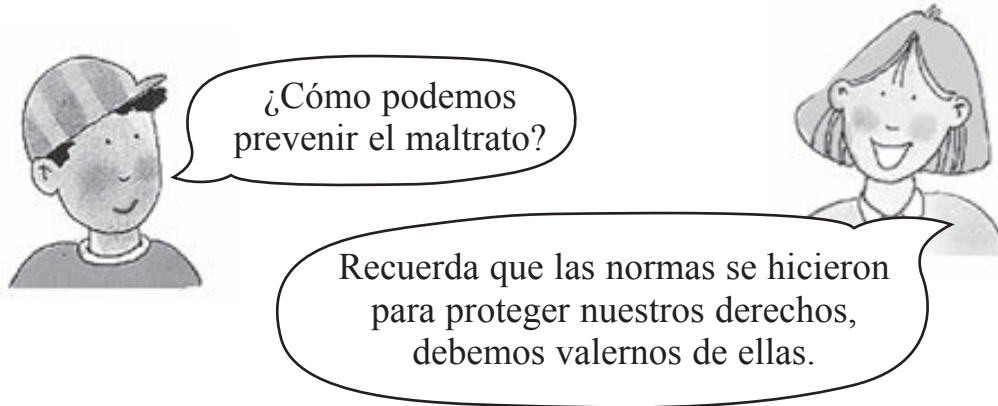 ¿Cómo podemos
prevenir el maltrato?
Recuerda que las normas se hicieron
para proteger nuestros derechos,
debemos valernos de ellas.